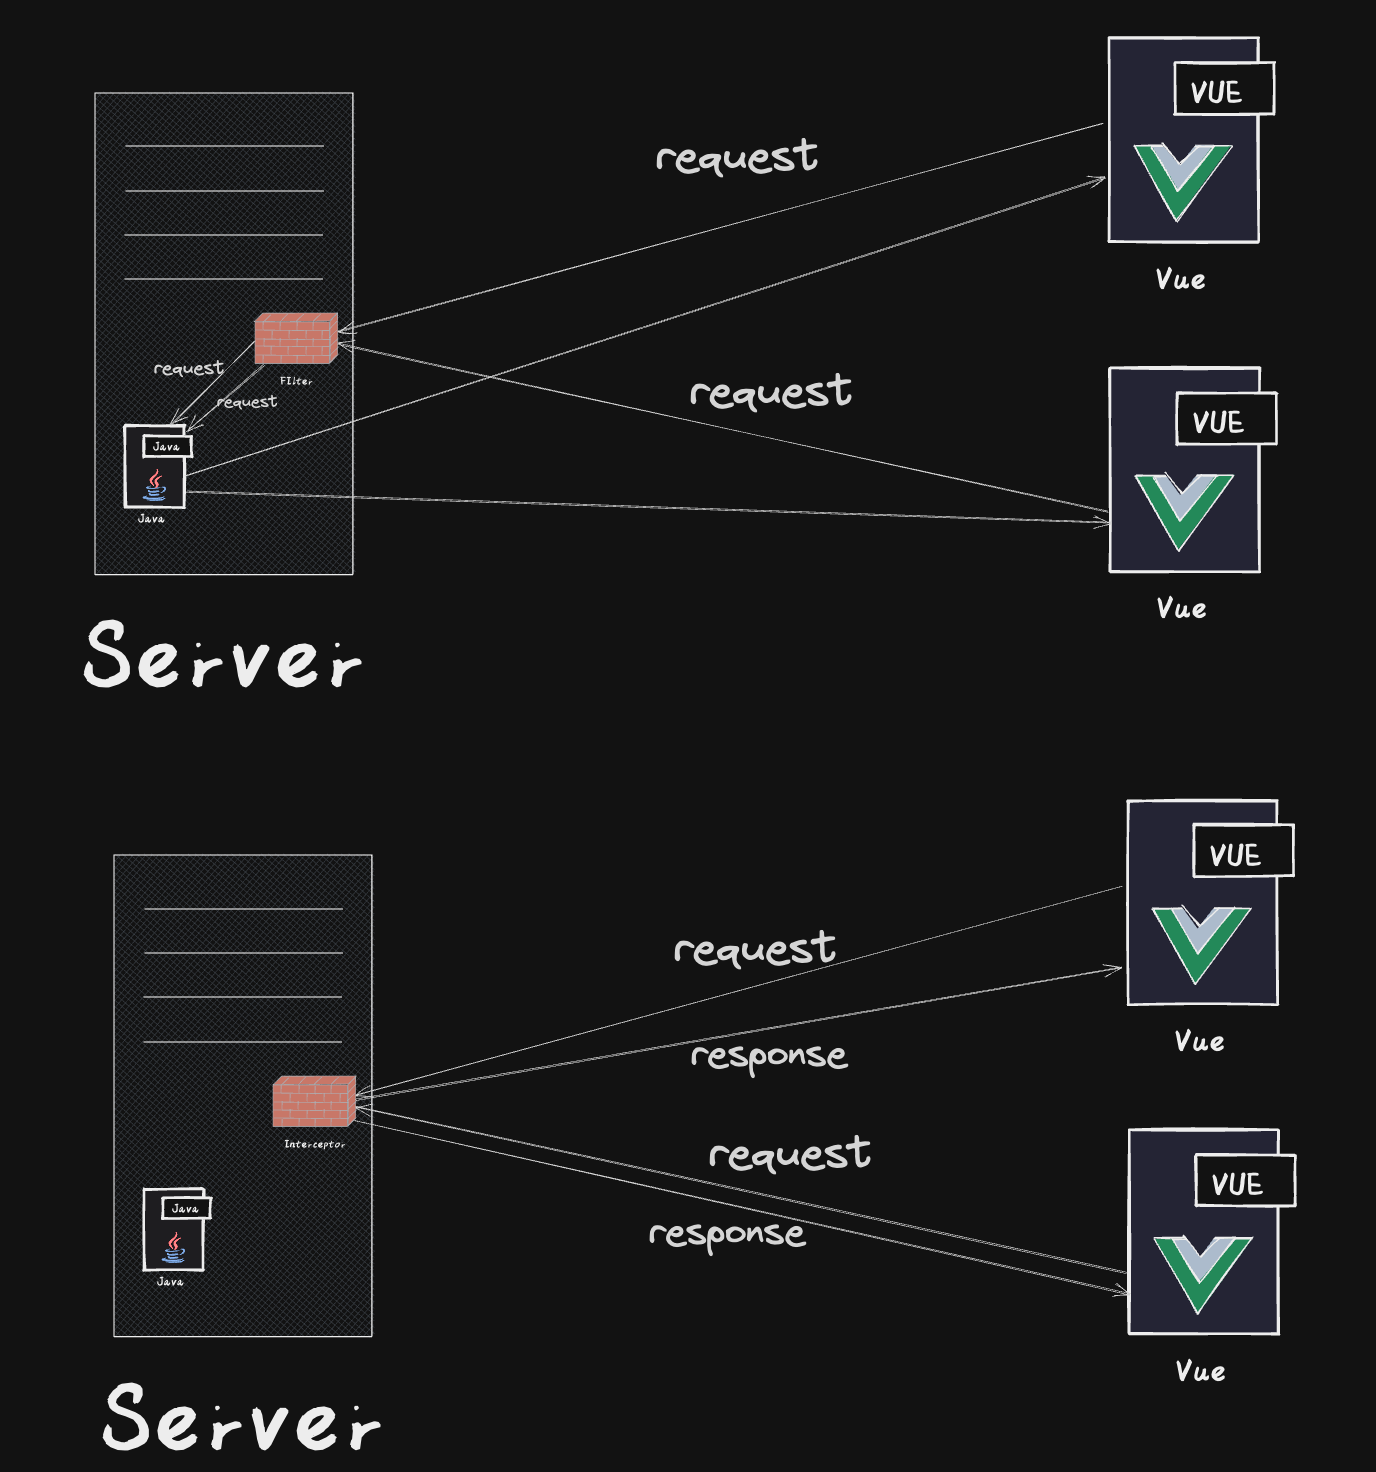 VUE
request
Vue
request
FIlter
request
request
VUE
Java
Java
Vue
Server
VUE
request
Vue
response
Interceptor
request
VUE
response
Java
Java
Vue
Server